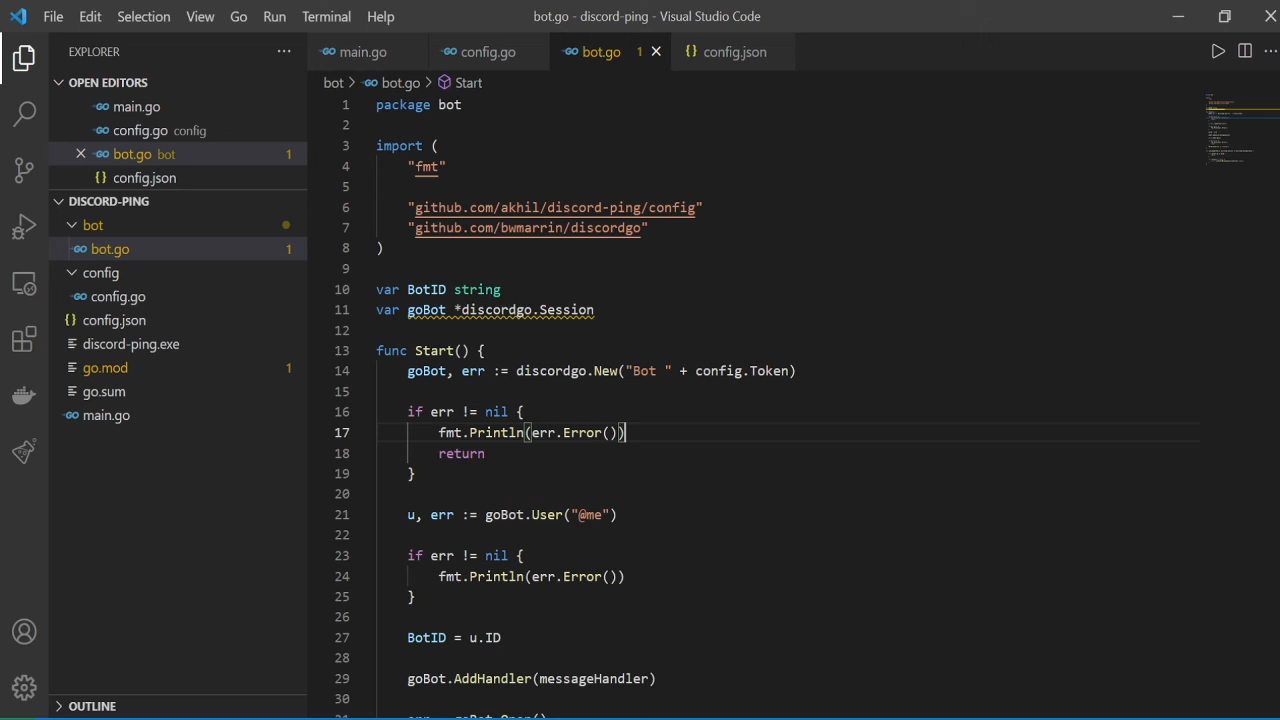 File Edit Selection View Go Run Terminal Help bot.go - discord-ping - Visual Studio Code
EXPLORER ...
main.go config.go bot.go 1 config.json ...
OPEN EDITORS
main.go
config.go config
bot.go bot 1
config.json
DISCORD-PING
bot
bot.go 1
config
config.go
config.json
discord-ping.exe
go.mod 1
go.sum
main.go
OUTLINE
bot > bot.go > Start
1 package bot
2
3 import (
4 "fmt"
5
6 "github.com/akhil/discord-ping/config"
7 "github.com/bwmarrin/discordgo"
8 )
9
10 var BotID string
11 var goBot *discordgo.Session
12
13 func Start() {
14 goBot, err := discordgo.New("Bot " + config.Token)
15
16 if err != nil {
17 fmt.Println(err.Error())
18 return
19 }
20
21 u, err := goBot.User("@me")
22
23 if err != nil {
24 fmt.Println(err.Error())
25 }
26
27 BotID = u.ID
28
29 goBot.AddHandler(messageHandler)
30